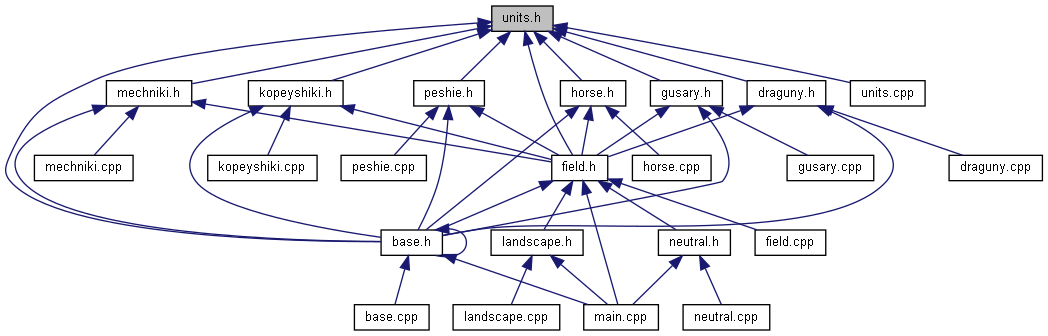 units.h
mechniki.h
kopeyshiki.h
peshie.h
horse.h
gusary.h
draguny.h
units.cpp
mechniki.cpp
kopeyshiki.cpp
peshie.cpp
field.h
horse.cpp
gusary.cpp
draguny.cpp
base.h
landscape.h
neutral.h
field.cpp
base.cpp
landscape.cpp
main.cpp
neutral.cpp